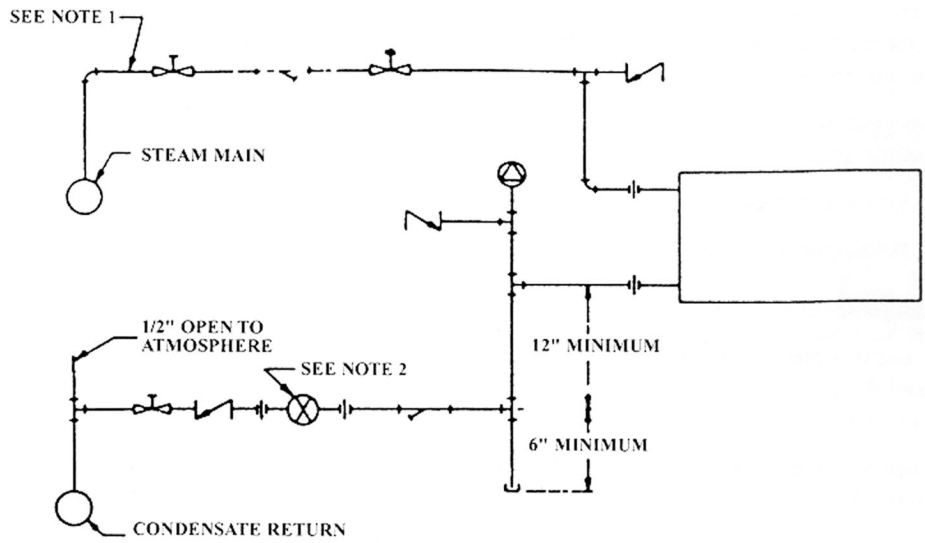 SEE NOTE 1
STEAM MAIN
1/2" OPEN TO
ATMOSPHERE
12" MINIMUM
SEE NOTE 2
6" MINIMUM
CONDENSATE RETURN